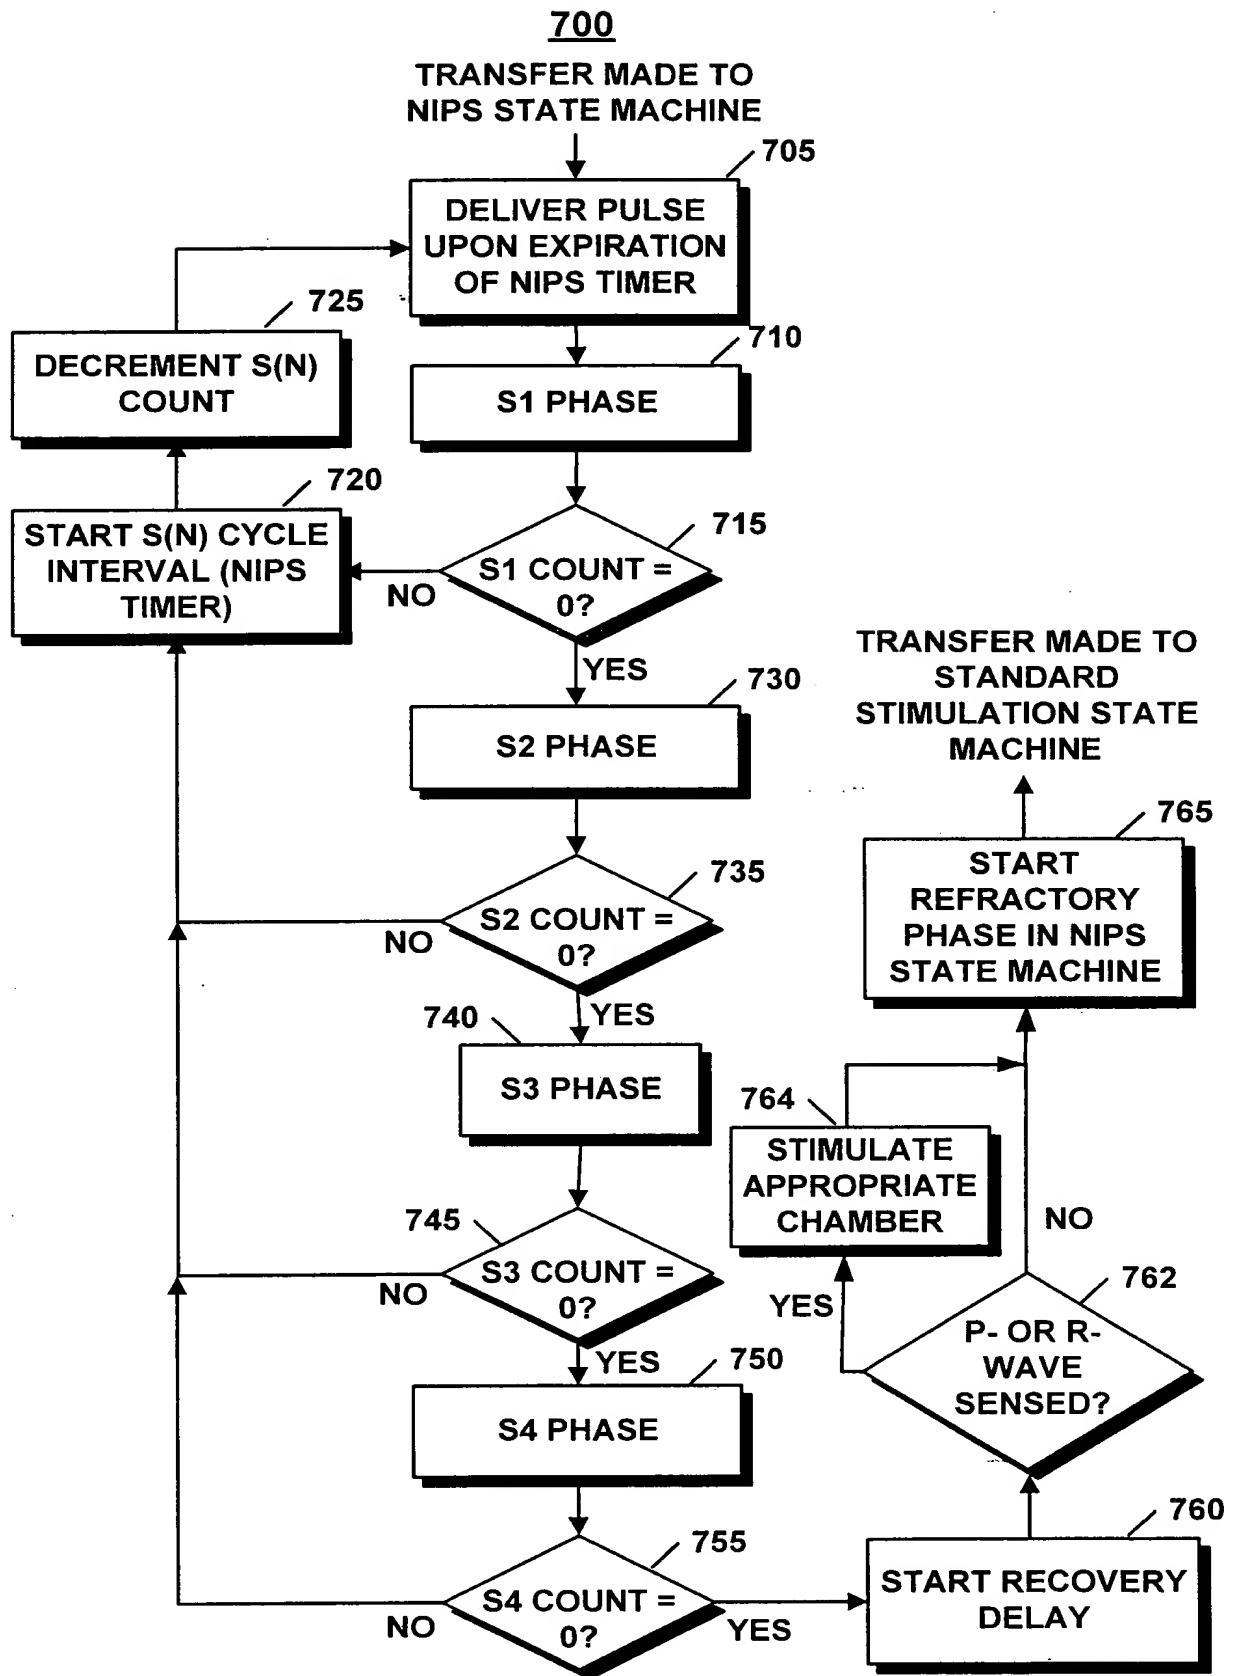 700
TRANSFER MADE TO
NIPS STATE MACHINE
705
DELIVER PULSE
UPON EXPIRATION
OF NIPS TIMER
725
DECREMENT S(N)
COUNT
710
S1 PHASE
720
START S(N) CYCLE
INTERVAL (NIPS
TIMER)
715
S1 COUNT =
0?
NO
YES
730
S2 PHASE
735
S2 COUNT =
0?
NO
YES
740
S3 PHASE
745
S3 COUNT =
0?
NO
YES
750
S4 PHASE
755
S4 COUNT =
0?
NO
YES
760
START RECOVERY
DELAY
762
P- OR R-
WAVE
SENSED?
YES
NO
764
STIMULATE
APPROPRIATE
CHAMBER
765
START
REFRACTORY
PHASE IN NIPS
STATE MACHINE
TRANSFER MADE TO
STANDARD
STIMULATION STATE
MACHINE